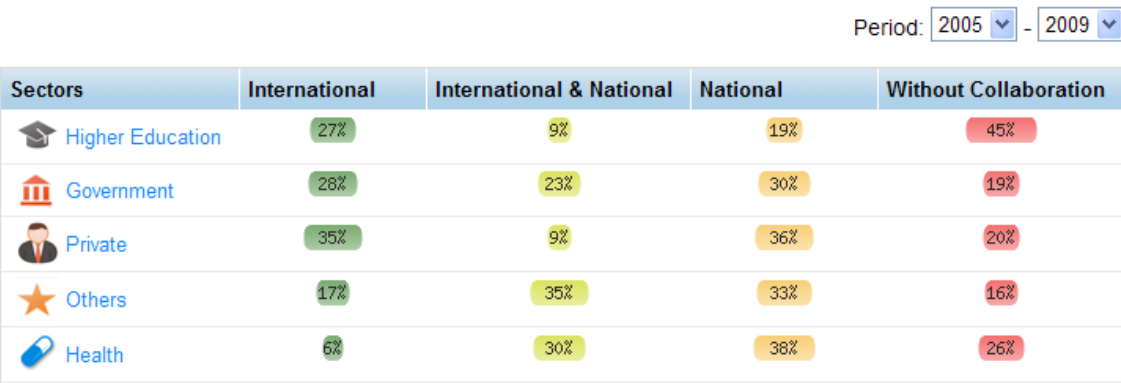 Period: 2005 - 2009
Sectors International International & National National Without Collaboration
Higher Education 27% 9% 19% 45%
Government 28% 23% 30% 19%
Private 35% 9% 36% 20%
Others 17% 35% 33% 16%
Health 6% 30% 38% 26%